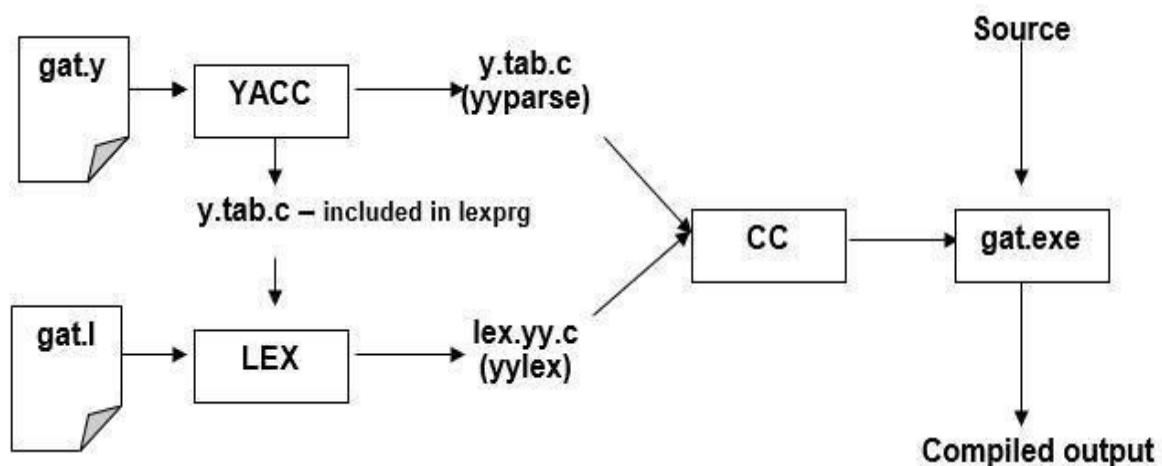 Source
gat.y
YACC
y.tab.c
(yyparse)
y.tab.c – included in lexprg
CC
gat.exe
gat.l
LEX
lex.yy.c
(yylex)
Compiled output